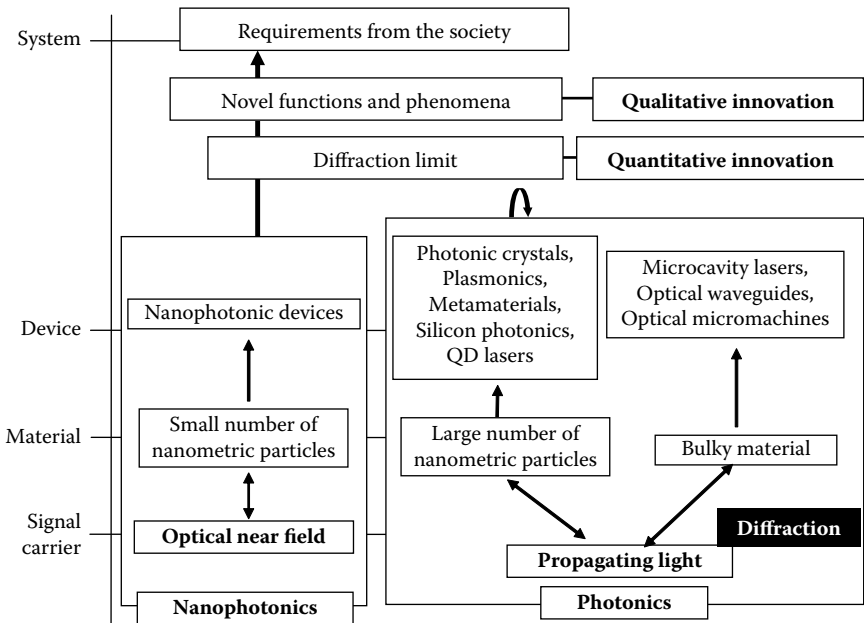 System
Requirements from the society
Novel functions and phenomena
Qualitative innovation
Diffraction limit
Quantitative innovation
Photonic crystals,
Plasmonics,
Metamaterials,
Silicon photonics,
QD lasers
Microcavity lasers,
Optical waveguides,
Optical micromachines
Device
Nanophotonic devices
Material
Small number of
nanometric particles
Large number of
nanometric particles
Bulky material
Signal
carrier
Optical near field
Diffraction
Propagating light
Nanophotonics
Photonics